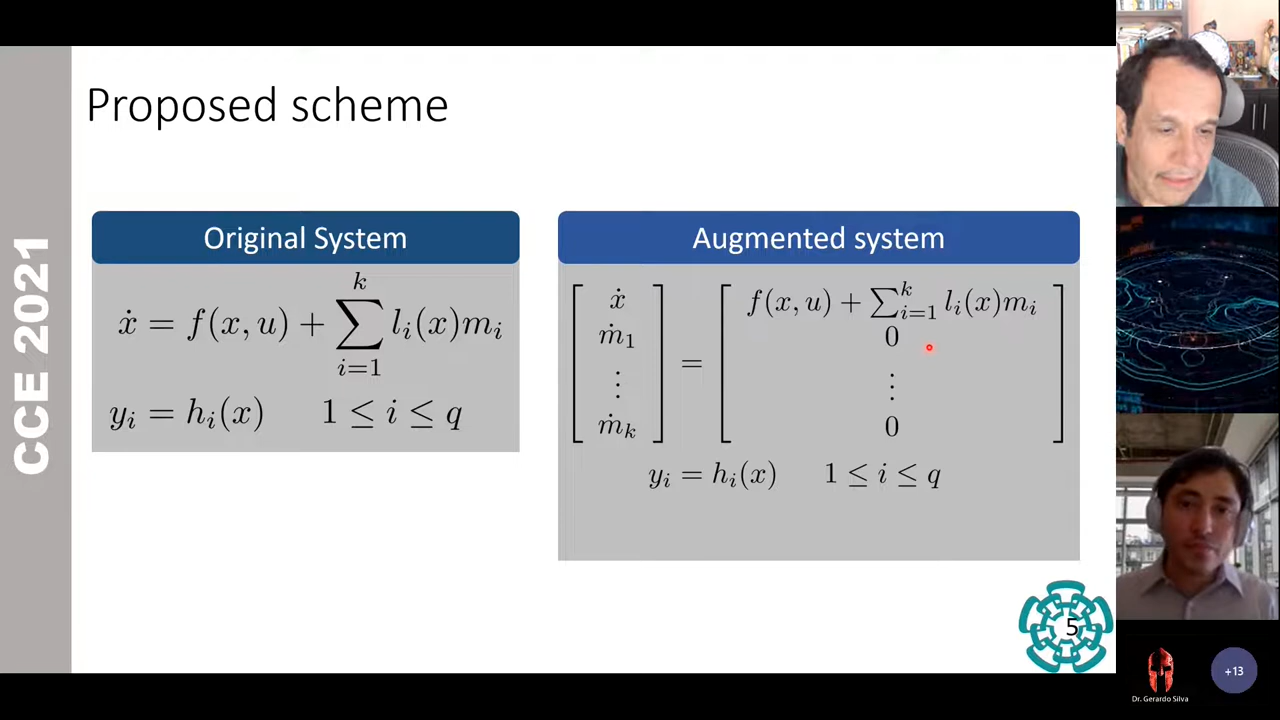 Proposed scheme
CCE 2021
Original System
ẋ = f(x, u) + ∑_{i=1}^{k} l_i(x)m_i
y_i = h_i(x) 1 ≤ i ≤ q
Augmented system
[ẋ ṁ_1 ⋮ ṁ_k] = [f(x, u) + ∑_{i=1}^{k} l_i(x)m_i 0 ⋮ 0]
y_i = h_i(x) 1 ≤ i ≤ q
5
Dr. Gerardo Silva
+13